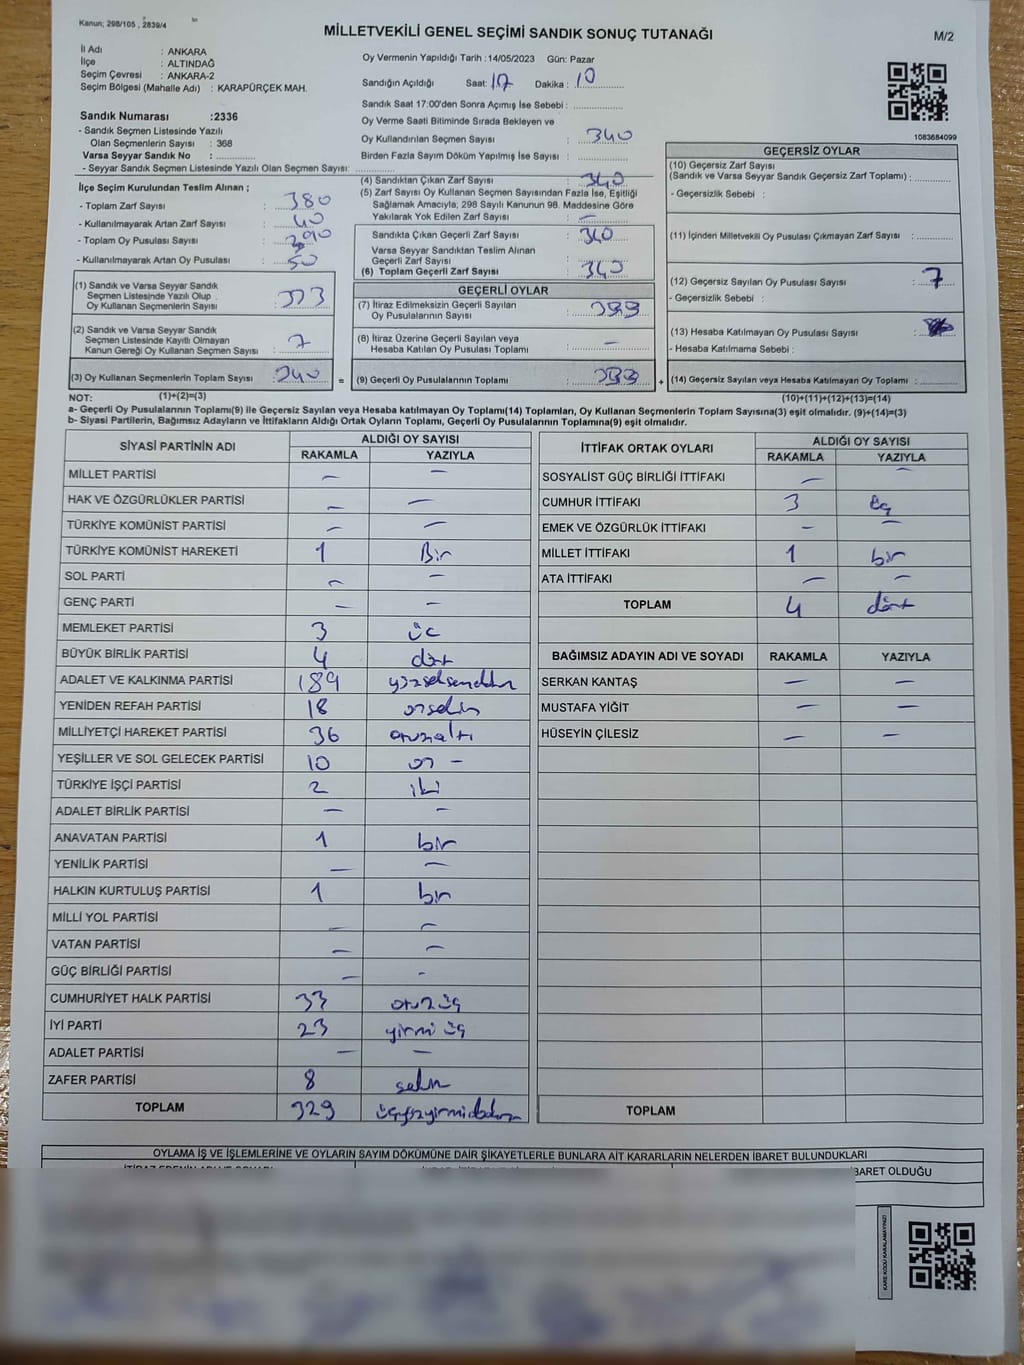 Kanun; 298/105 , 2839/4
MİLLETVEKİLİ GENEL SEÇİMİ SANDIK SONUÇ TUTANAĞI
M/2
İl Adı : ANKARA
İlçe : ALTINDAĞ
Seçim Çevresi : ANKARA-2
Seçim Bölgesi (Mahalle Adı) : KARAPÜRÇEK MAH.
Sandık Numarası :2336
- Sandık Seçmen Listesinde Yazılı
Olan Seçmenlerin Sayısı : 368
Varsa Seyyar Sandık No :
- Seyyar Sandık Seçmen Listesinde Yazılı Olan Seçmen Sayısı:
Oy Vermenin Yapıldığı Tarih :14/05/2023 Gün: Pazar
Sandığın Açıldığı Saat: 17 Dakika : 10
Sandık Saat 17:00'den Sonra Açımış İse Sebebi :
Oy Verme Saati Bitiminde Sırada Bekleyen ve
Oy Kullandırılan Seçmen Sayısı : 340
Birden Fazla Sayım Döküm Yapılmış İse Sayısı :
1083684099
İlçe Seçim Kurulundan Teslim Alınan ;
- Toplam Zarf Sayısı : 380
- Kullanılmayarak Artan Zarf Sayısı : 40
- Toplam Oy Pusulası Sayısı : 390
- Kullanılmayarak Artan Oy Pusulası : 50
(1) Sandık ve Varsa Seyyar Sandık
Seçmen Listesinde Yazılı Olup
Oy Kullanan Seçmenlerin Sayısı : 333
(2) Sandık ve Varsa Seyyar Sandık
Seçmen Listesinde Kayıtlı Olmayan
Kanun Gereği Oy Kullanan Seçmen Sayısı : 7
(3) Oy Kullanan Seçmenlerin Toplam Sayısı : 340
(4) Sandıktan Çıkan Zarf Sayısı : 340
(5) Zarf Sayısı Oy Kullanan Seçmen Sayısından Fazla İse, Eşitliği
Sağlamak Amacıyla; 298 Sayılı Kanunun 98. Maddesine Göre
Yakılarak Yok Edilen Zarf Sayısı : —
Sandıkta Çıkan Geçerli Zarf Sayısı : 340
Varsa Seyyar Sandıktan Teslim Alınan
Geçerli Zarf Sayısı :
(6) Toplam Geçerli Zarf Sayısı : 340
GEÇERLİ OYLAR
(7) İtiraz Edilmeksizin Geçerli Sayılan
Oy Pusulalarının Sayısı : 333
(8) İtiraz Üzerine Geçerli Sayılan veya
Hesaba Katılan Oy Pusulası Toplamı : —
= (9) Geçerli Oy Pusulalarının Toplamı : 333 +
GEÇERSİZ OYLAR
(10) Geçersiz Zarf Sayısı
(Sandık ve Varsa Seyyar Sandık Geçersiz Zarf Toplamı) :
- Geçersizlik Sebebi :
(11) İçinden Milletvekili Oy Pusulası Çıkmayan Zarf Sayısı :
(12) Geçersiz Sayılan Oy Pusulası Sayısı : 7
- Geçersizlik Sebebi :
(13) Hesaba Katılmayan Oy Pusulası Sayısı :
- Hesaba Katılmama Sebebi :
(14) Geçersiz Sayılan veya Hesaba Katılmayan Oy Toplamı :
NOT: (1)+(2)=(3) (10)+(11)+(12)+(13)=(14)
a- Geçerli Oy Pusulalarının Toplamı(9) ile Geçersiz Sayılan veya Hesaba katılmayan Oy Toplamı(14) Toplamları, Oy Kullanan Seçmenlerin Toplam Sayısına(3) eşit olmalıdır. (9)+(14)=(3)
b- Siyasi Partilerin, Bağımsız Adayların ve İttifakların Aldığı Ortak Oyların Toplamı, Geçerli Oy Pusulalarının Toplamına(9) eşit olmalıdır.
SİYASİ PARTİNİN ADI ALDIĞI OY SAYISI
RAKAMLA YAZIYLA
MİLLET PARTİSİ — —
HAK VE ÖZGÜRLÜKLER PARTİSİ — —
TÜRKİYE KOMÜNİST PARTİSİ — —
TÜRKİYE KOMÜNİST HAREKETİ 1 Bir
SOL PARTİ — —
GENÇ PARTİ — —
MEMLEKET PARTİSİ 3 üç
BÜYÜK BİRLİK PARTİSİ 4 dört
ADALET VE KALKINMA PARTİSİ 189 yüzseksendokuz
YENİDEN REFAH PARTİSİ 18 onsekiz
MİLLİYETÇİ HAREKET PARTİSİ 36 otuzaltı
YEŞİLLER VE SOL GELECEK PARTİSİ 10 on —
TÜRKİYE İŞÇİ PARTİSİ 2 iki
ADALET BİRLİK PARTİSİ — —
ANAVATAN PARTİSİ 1 bir
YENİLİK PARTİSİ — —
HALKIN KURTULUŞ PARTİSİ 1 bir
MİLLİ YOL PARTİSİ — —
VATAN PARTİSİ — —
GÜÇ BİRLİĞİ PARTİSİ — -
CUMHURİYET HALK PARTİSİ 33 otuzüç
İYİ PARTİ 23 yirmi üç
ADALET PARTİSİ — —
ZAFER PARTİSİ 8 sekiz
TOPLAM 329 üçyüzyirmidokuz
İTTİFAK ORTAK OYLARI ALDIĞI OY SAYISI
RAKAMLA YAZIYLA
SOSYALİST GÜÇ BİRLİĞİ İTTİFAKI — —
CUMHUR İTTİFAKI 3 üç
EMEK VE ÖZGÜRLÜK İTTİFAKI — —
MİLLET İTTİFAKI 1 bir
ATA İTTİFAKI — —
TOPLAM 4 dört
BAĞIMSIZ ADAYIN ADI VE SOYADI RAKAMLA YAZIYLA
SERKAN KANTAŞ — —
MUSTAFA YİĞİT — —
HÜSEYİN ÇİLESİZ — —
TOPLAM
OYLAMA İŞ VE İŞLEMLERİNE VE OYLARIN SAYIM DÖKÜMÜNE DAİR ŞİKAYETLERLE BUNLARA AİT KARARLARIN NELERDEN İBARET BULUNDUKLARI
İBARET OLDUĞU
KARE KODU KARALAMAYINIZ!